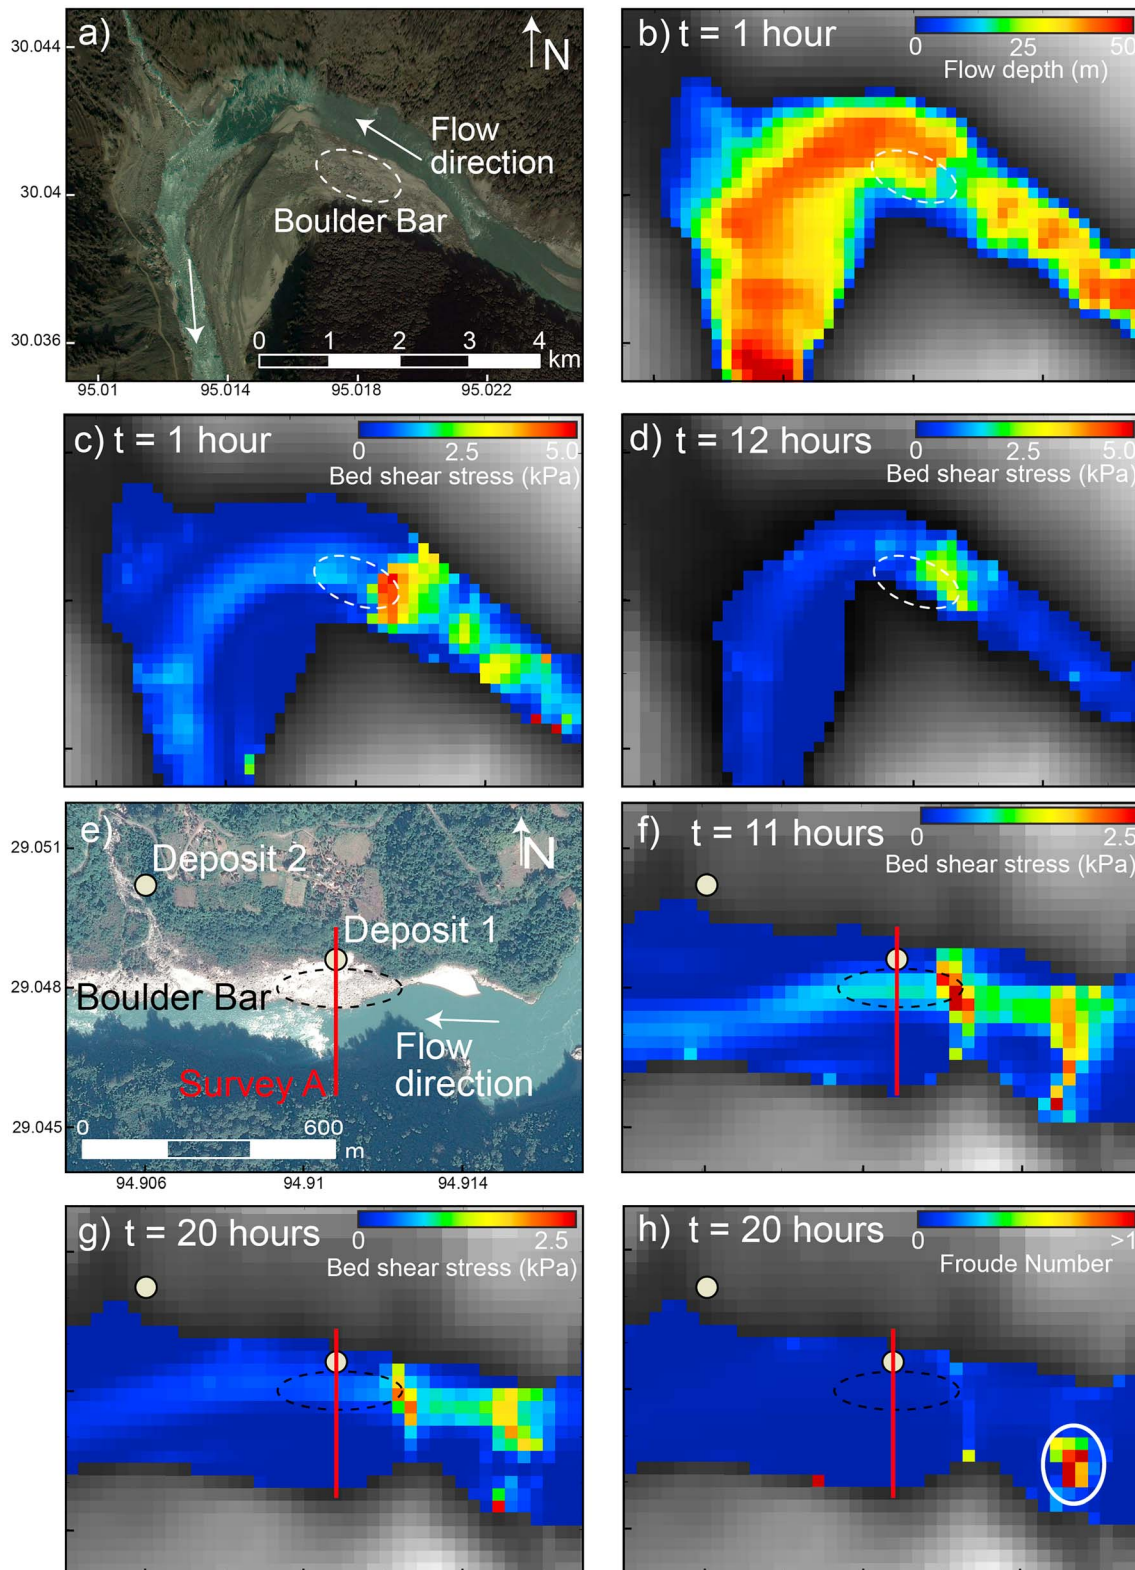 a)
N
30.044
30.04
30.036
Flow
direction
Boulder Bar
0 1 2 3 4
km
95.01 95.014 95.018 95.022
b) t = 1 hour
0 25 50
Flow depth (m)
c) t = 1 hour
0 2.5 5.0
Bed shear stress (kPa)
d) t = 12 hours
0 2.5 5.0
Bed shear stress (kPa)
e)
N
29.051
29.048
29.045
Deposit 2
Deposit 1
Boulder Bar
Flow
direction
Survey A
0 600
m
94.906 94.91 94.914
f) t = 11 hours
0 2.5
Bed shear stress (kPa)
g) t = 20 hours
0 2.5
Bed shear stress (kPa)
h) t = 20 hours
0 >1
Froude Number